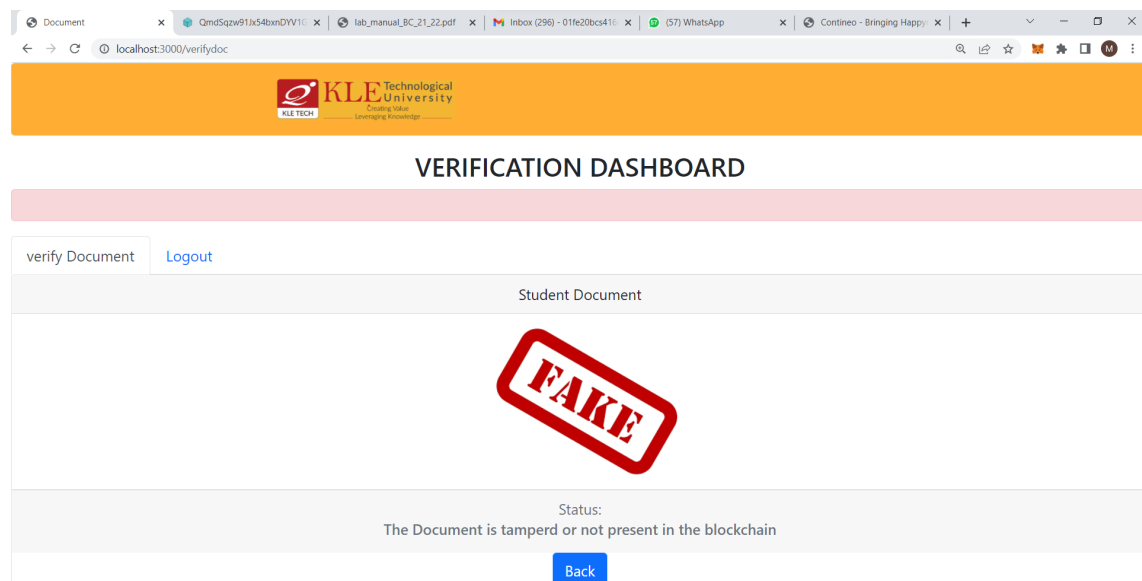 Document
QmdSqzw91Jx54bxnDYV1G
lab_manual_BC_21_22.pdf
Inbox (296) - 01fe20bcs416
(57) WhatsApp
Contineo - Bringing Happy
localhost:3000/verifydoc
M
KLE Technological
University
Creating Value
Leveraging Knowledge
KLE TECH
VERIFICATION DASHBOARD
verify Document Logout
Student Document
FAKE
Status:
The Document is tamperd or not present in the blockchain
Back